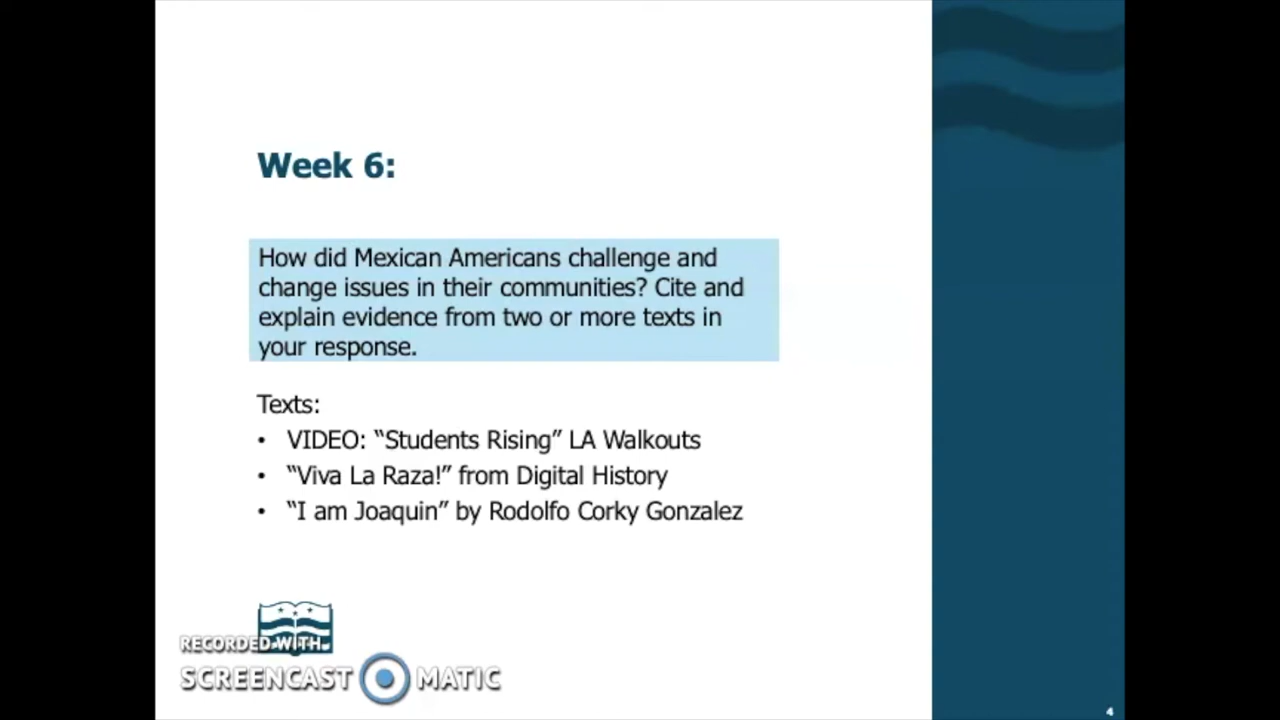 Week 6:
How did Mexican Americans challenge and
change issues in their communities? Cite and
explain evidence from two or more texts in
your response.
Texts:
• VIDEO: “Students Rising” LA Walkouts
• “Viva La Raza!” from Digital History
• “I am Joaquin” by Rodolfo Corky Gonzalez
RECORDED WITH
SCREENCAST MATIC
4